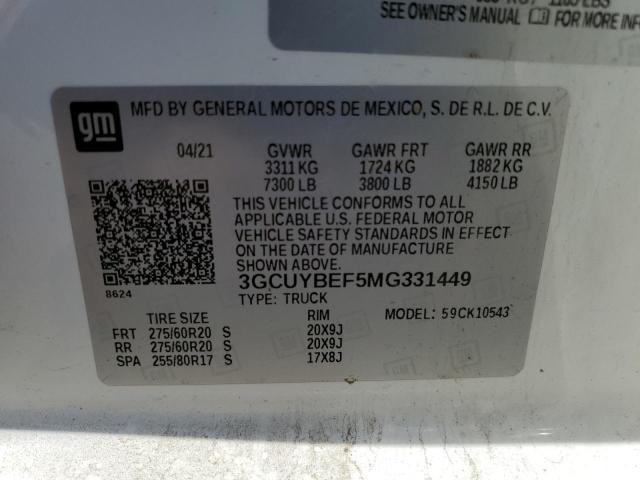 SEE OWNER'S MANUAL FOR MORE INF
gm
MFD BY GENERAL MOTORS DE MEXICO, S. DE R.L. DE C.V.
04/21 GVWR GAWR FRT GAWR RR
3311 KG 1724 KG 1882 KG
7300 LB 3800 LB 4150 LB
THIS VEHICLE CONFORMS TO ALL
APPLICABLE U.S. FEDERAL MOTOR
VEHICLE SAFETY STANDARDS IN EFFECT
ON THE DATE OF MANUFACTURE
SHOWN ABOVE.
8624
3GCUYBEF5MG331449
TYPE: TRUCK
TIRE SIZE RIM MODEL: 59CK10543
FRT 275/60R20 S 20X9J
RR 275/60R20 S 20X9J
SPA 255/80R17 S 17X8J